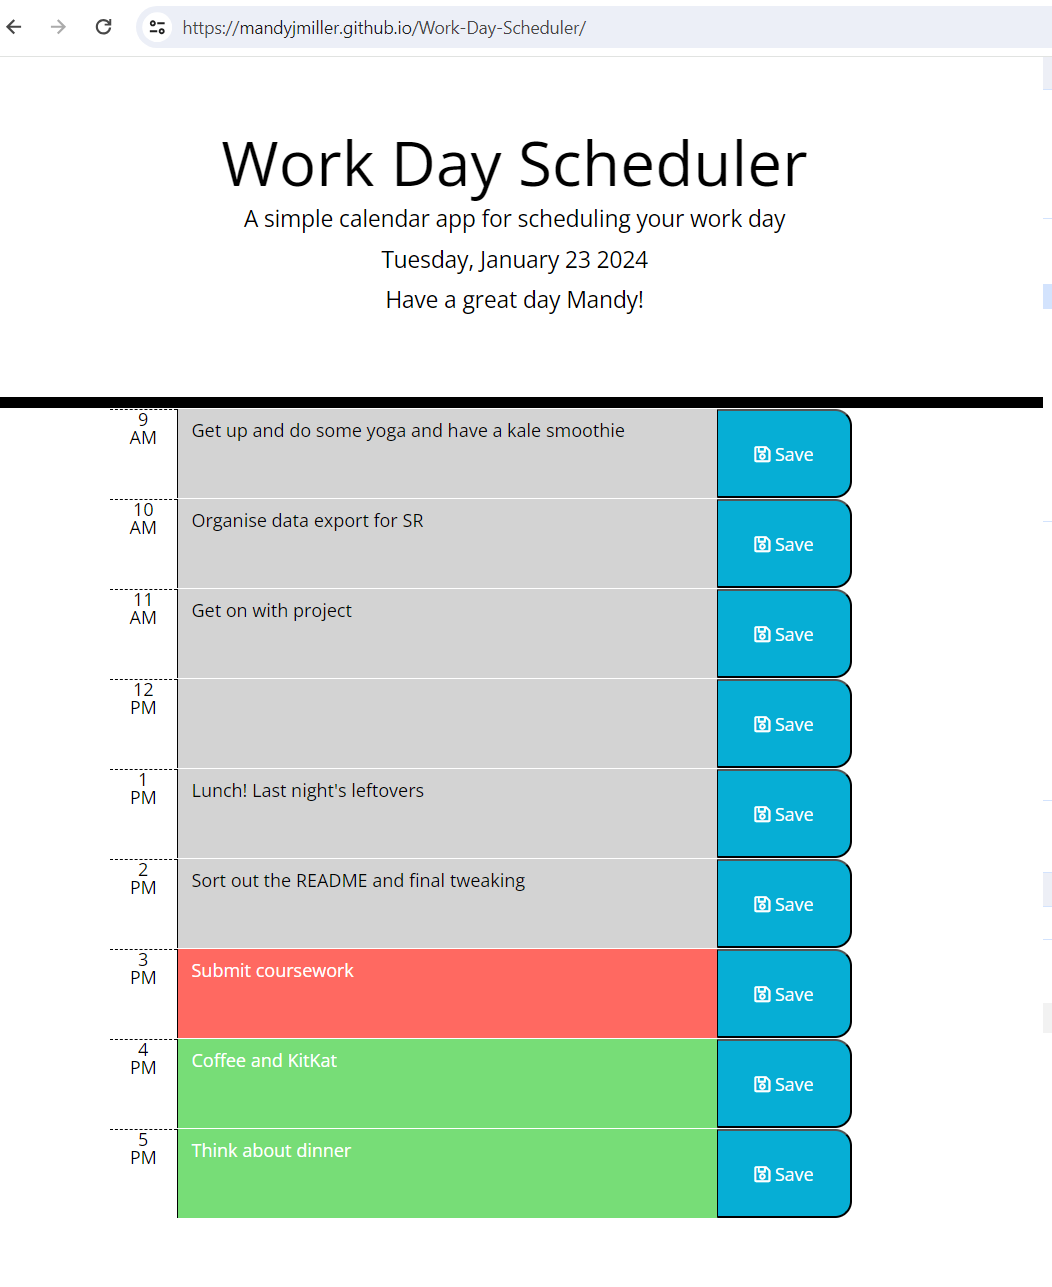 https://mandyjmiller.github.io/Work-Day-Scheduler/
Work Day Scheduler
A simple calendar app for scheduling your work day
Tuesday, January 23 2024
Have a great day Mandy!
9
AM
Get up and do some yoga and have a kale smoothie
Save
10
AM
Organise data export for SR
Save
11
AM
Get on with project
Save
12
PM
Save
1
PM
Lunch! Last night's leftovers
Save
2
PM
Sort out the README and final tweaking
Save
3
PM
Submit coursework
Save
4
PM
Coffee and KitKat
Save
5
PM
Think about dinner
Save